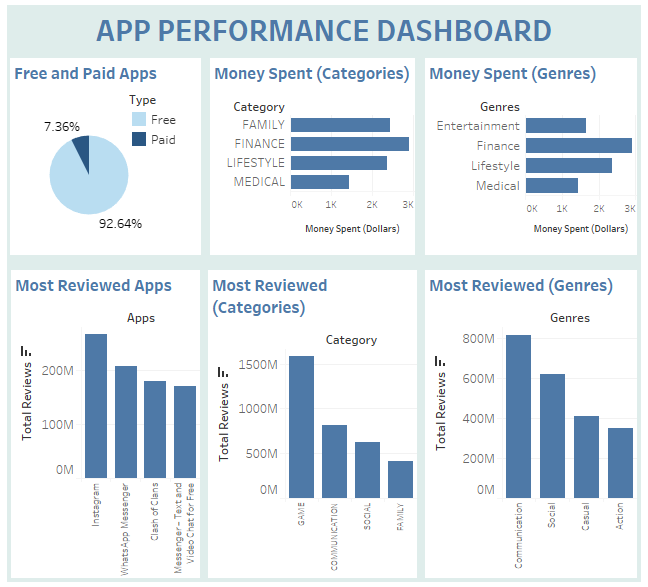 APP PERFORMANCE DASHBOARD
Free and Paid Apps
Type
Free
Paid
7.36%
92.64%
Money Spent (Categories)
Category
FAMILY
FINANCE
LIFESTYLE
MEDICAL
0K 1K 2K 3K
Money Spent (Dollars)
Money Spent (Genres)
Genres
Entertainment
Finance
Lifestyle
Medical
0K 1K 2K 3K
Money Spent (Dollars)
Most Reviewed Apps
Apps
Total Reviews
200M
100M
0M
Instagram
WhatsApp Messenger
Clash of Clans
Messenger – Text and
Video Chat for Free
Most Reviewed
(Categories)
Category
Total Reviews
1500M
1000M
500M
0M
GAME
COMMUNICATION
SOCIAL
FAMILY
Most Reviewed (Genres)
Genres
Total Reviews
800M
600M
400M
200M
0M
Communication
Social
Casual
Action